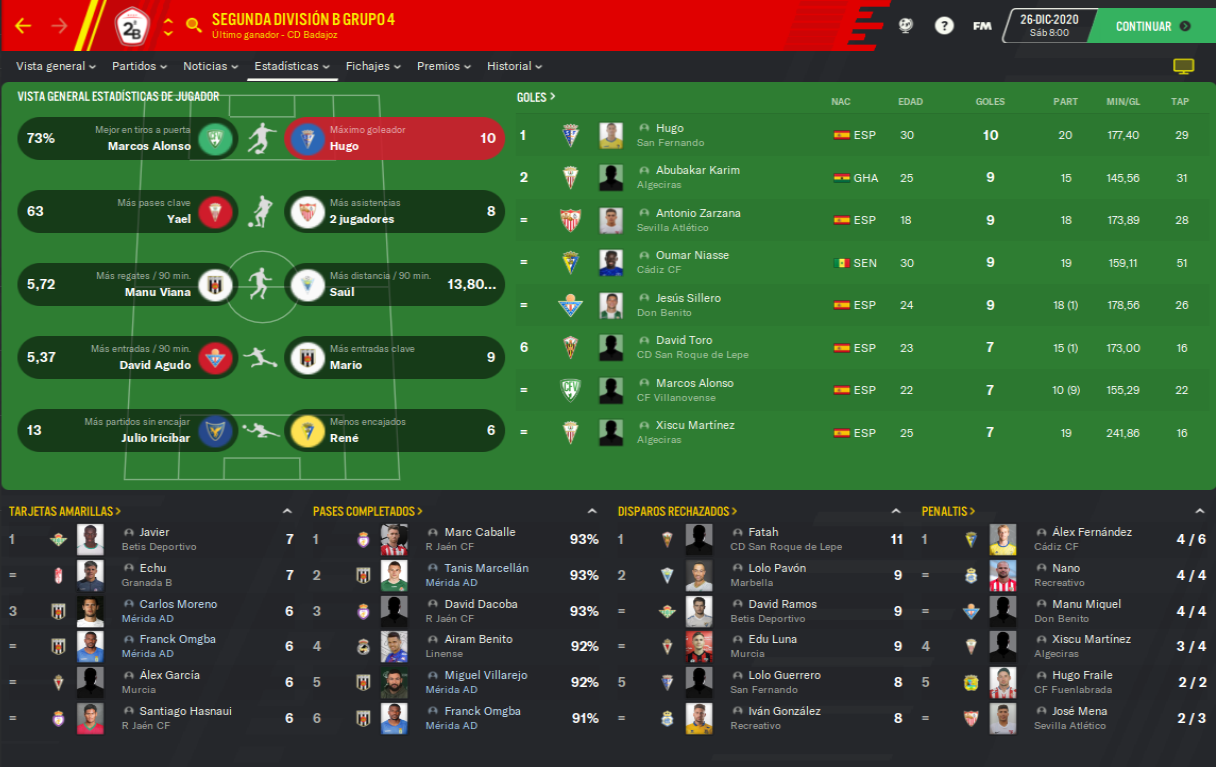 SEGUNDA DIVISIÓN B GRUPO 4
Último ganador - CD Badajoz
2ªB
?
FM
26-DIC-2020
Sáb 8:00
CONTINUAR
Vista general Partidos Noticias Estadísticas Fichajes Premios Historial
VISTA GENERAL ESTADÍSTICAS DE JUGADOR
73% Mejor en tiros a puerta
Marcos Alonso
Máximo goleador
Hugo 10
63 Más pases clave
Yael
Más asistencias
2 jugadores 8
5,72 Más regates / 90 min.
Manu Viana
Más distancia / 90 min.
Saúl 13,80...
5,37 Más entradas / 90 min.
David Agudo
Más entradas clave
Mario 9
13 Más partidos sin encajar
Julio Iricibar
Menos encajados
René 6
GOLES > NAC EDAD GOLES PART MIN/GL TAP
1 Hugo ESP 30 10 20 177,40 29
San Fernando
2 Abubakar Karim GHA 25 9 15 145,56 31
Algeciras
= Antonio Zarzana ESP 18 9 18 173,89 28
Sevilla Atlético
= Oumar Niasse SEN 30 9 19 159,11 51
Cádiz CF
= Jesús Sillero ESP 24 9 18 (1) 178,56 26
Don Benito
6 David Toro ESP 23 7 15 (1) 173,00 16
CD San Roque de Lepe
= Marcos Alonso ESP 22 7 10 (9) 155,29 22
CF Villanovense
= Xiscu Martínez ESP 25 7 19 241,86 16
Algeciras
TARJETAS AMARILLAS >
1 Javier 7
Betis Deportivo
= Echu 7
Granada B
3 Carlos Moreno 6
Mérida AD
= Franck Omgba 6
Mérida AD
= Álex García 6
Murcia
= Santiago Hasnaui 6
R Jaén CF
PASES COMPLETADOS >
1 Marc Caballe 93%
R Jaén CF
2 Tanis Marcellán 93%
Mérida AD
3 David Dacoba 93%
R Jaén CF
4 Airam Benito 92%
Linense
5 Miguel Villarejo 92%
Mérida AD
6 Franck Omgba 91%
Mérida AD
DISPAROS RECHAZADOS >
1 Fatah 11
CD San Roque de Lepe
2 Lolo Pavón 9
Marbella
= David Ramos 9
Betis Deportivo
= Edu Luna 9
Murcia
5 Lolo Guerrero 8
San Fernando
= Iván González 8
Recreativo
PENALTIS >
1 Álex Fernández 4 / 6
Cádiz CF
= Nano 4 / 4
Recreativo
= Manu Miquel 4 / 4
Don Benito
4 Xiscu Martínez 3 / 4
Algeciras
5 Hugo Fraile 2 / 2
CF Fuenlabrada
= José Mena 2 / 3
Sevilla Atlético